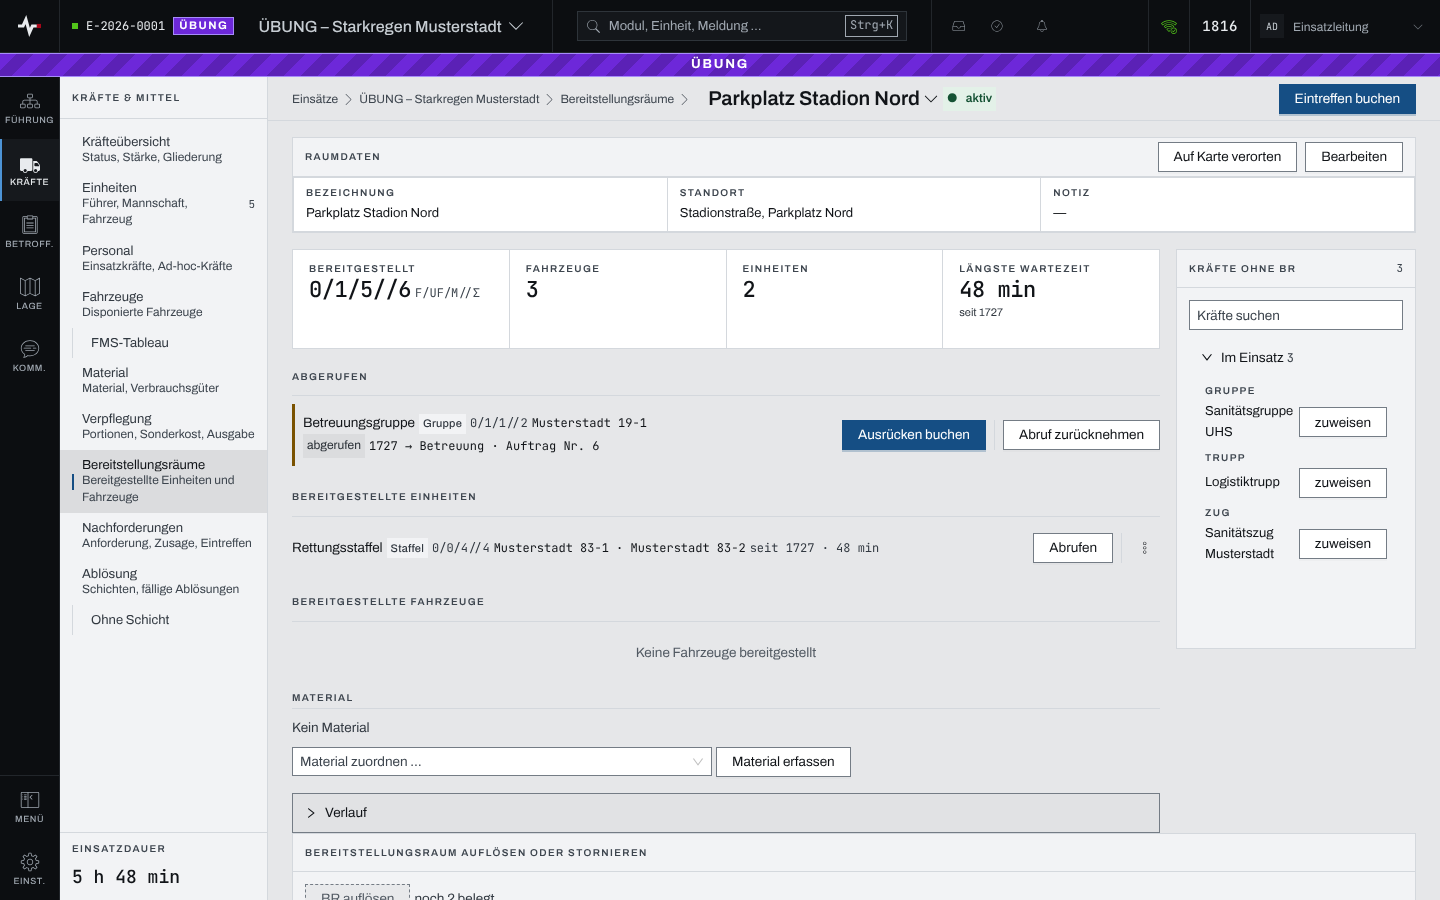 E-2026-0001 ÜBUNG ÜBUNG – Starkregen Musterstadt Modul, Einheit, Meldung ... Strg+K 1816 AD Einsatzleitung
ÜBUNG
FÜHRUNG
KRÄFTE
BETROFF.
LAGE
KOMM.
MENÜ
EINST.
KRÄFTE & MITTEL
Kräfteübersicht
Status, Stärke, Gliederung
Einheiten
Führer, Mannschaft,
Fahrzeug
5
Personal
Einsatzkräfte, Ad-hoc-Kräfte
Fahrzeuge
Disponierte Fahrzeuge
FMS-Tableau
Material
Material, Verbrauchsgüter
Verpflegung
Portionen, Sonderkost, Ausgabe
Bereitstellungsräume
Bereitgestellte Einheiten und
Fahrzeuge
Nachforderungen
Anforderung, Zusage, Eintreffen
Ablösung
Schichten, fällige Ablösungen
Ohne Schicht
EINSATZDAUER
5 h 48 min
Einsätze ÜBUNG – Starkregen Musterstadt Bereitstellungsräume Parkplatz Stadion Nord aktiv Eintreffen buchen
RAUMDATEN Auf Karte verorten Bearbeiten
BEZEICHNUNG STANDORT NOTIZ
Parkplatz Stadion Nord Stadionstraße, Parkplatz Nord —
BEREITGESTELLT FAHRZEUGE EINHEITEN LÄNGSTE WARTEZEIT
0/1/5//6 F/UF/M//Σ 3 2 48 min
seit 1727
ABGERUFEN
Betreuungsgruppe Gruppe 0/1/1//2 Musterstadt 19-1
abgerufen 1727 → Betreuung · Auftrag Nr. 6
Ausrücken buchen Abruf zurücknehmen
BEREITGESTELLTE EINHEITEN
Rettungsstaffel Staffel 0/0/4//4 Musterstadt 83-1 · Musterstadt 83-2 seit 1727 · 48 min Abrufen
BEREITGESTELLTE FAHRZEUGE
Keine Fahrzeuge bereitgestellt
MATERIAL
Kein Material
Material zuordnen ... Material erfassen
Verlauf
KRÄFTE OHNE BR 3
Kräfte suchen
Im Einsatz 3
GRUPPE
Sanitätsgruppe
UHS
zuweisen
TRUPP
Logistiktrupp zuweisen
ZUG
Sanitätszug
Musterstadt
zuweisen
BEREITSTELLUNGSRAUM AUFLÖSEN ODER STORNIEREN
BR auflösen noch 2 belegt